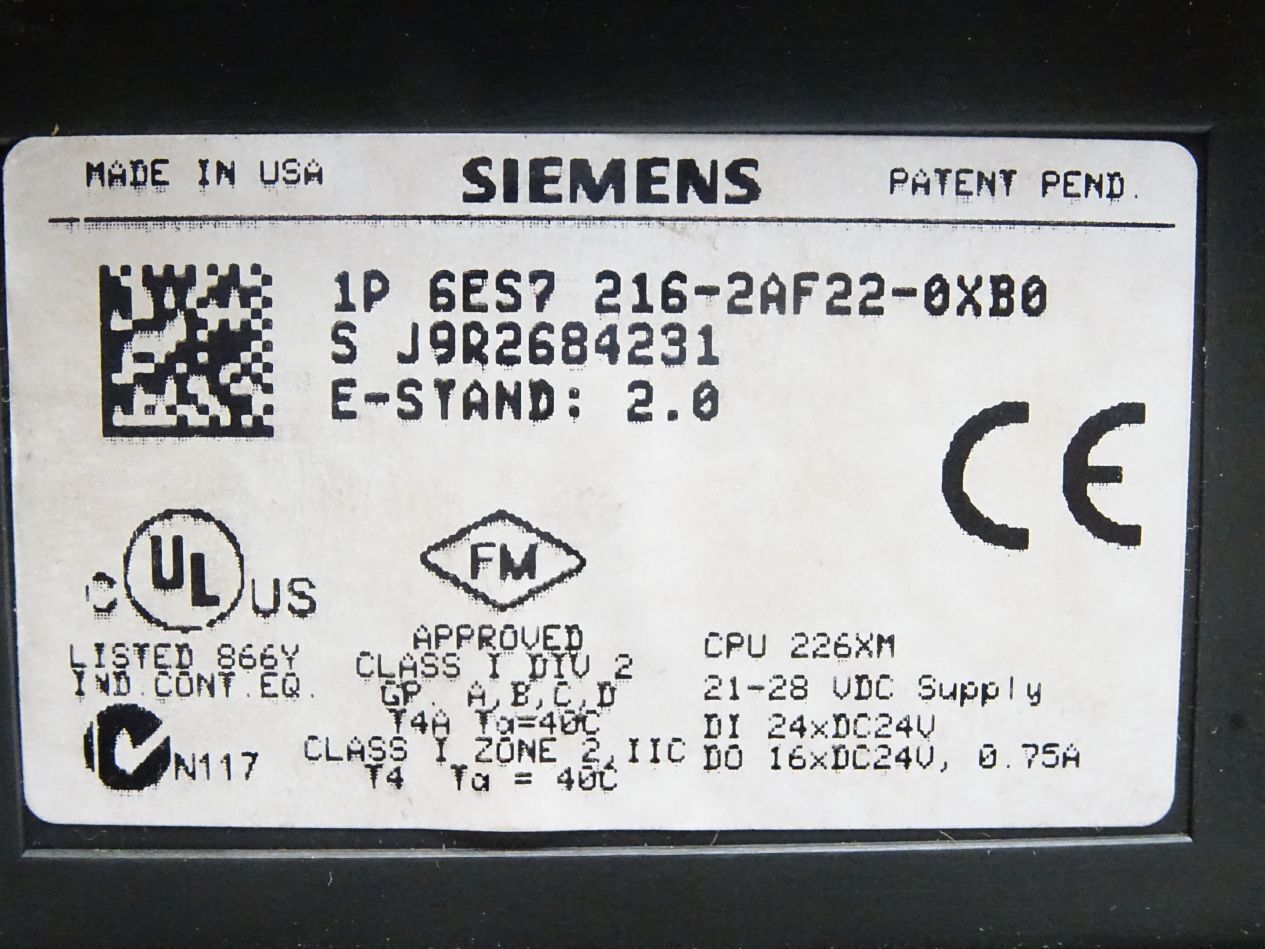 MADE IN USA SIEMENS PATENT PEND.
1P 6ES7 216-2AF22-0XB0
S J9R2684231
E-STAND: 2.0
CE
C UL US
LISTED 866Y
IND.CONT.EQ.
N117
FM
APPROVED
CLASS I DIV 2
GP. A,B,C,D
T4A Ta=40C
CLASS I ZONE 2,IIC
T4 Ta = 40C
CPU 226XM
21-28 VDC Supply
DI 24xDC24V
DO 16xDC24V, 0.75A